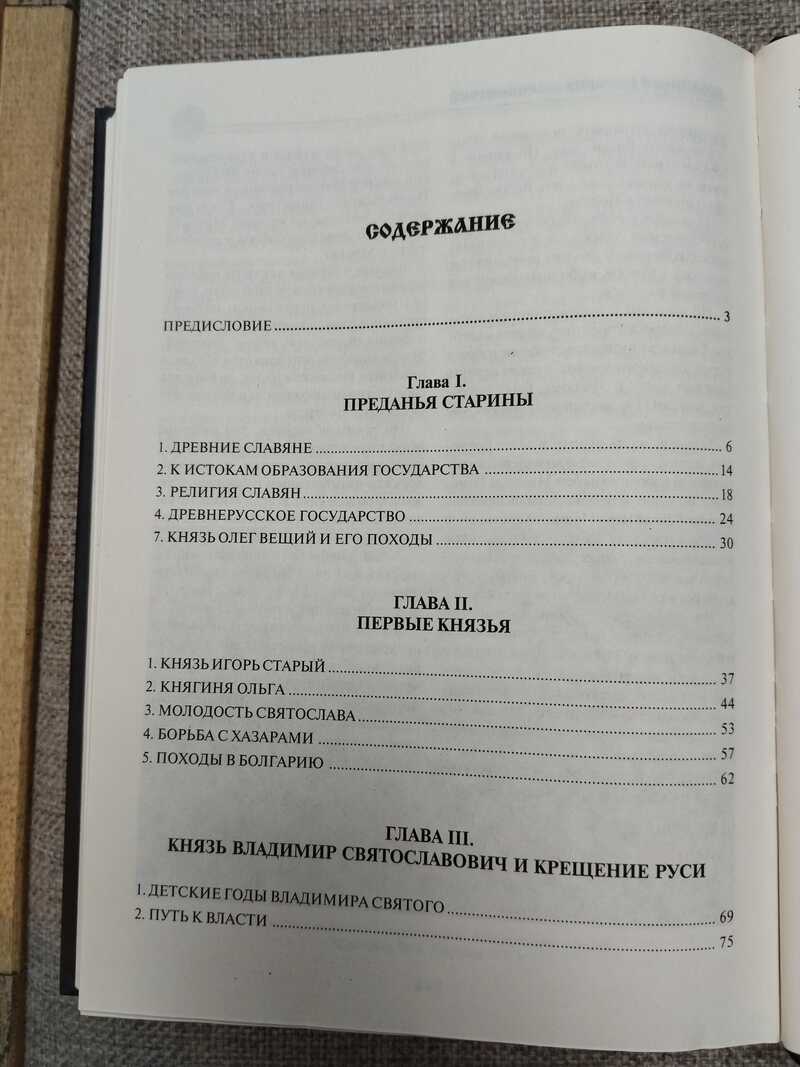 СОДЕРЖАНИЕ
ПРЕДИСЛОВИЕ 3
Глава I.
ПРЕДАНЬЯ СТАРИНЫ
1. ДРЕВНИЕ СЛАВЯНЕ 6
2. К ИСТОКАМ ОБРАЗОВАНИЯ ГОСУДАРСТВА 14
3. РЕЛИГИЯ СЛАВЯН 18
4. ДРЕВНЕРУССКОЕ ГОСУДАРСТВО 24
7. КНЯЗЬ ОЛЕГ ВЕЩИЙ И ЕГО ПОХОДЫ 30
ГЛАВА II.
ПЕРВЫЕ КНЯЗЬЯ
1. КНЯЗЬ ИГОРЬ СТАРЫЙ 37
2. КНЯГИНЯ ОЛЬГА 44
3. МОЛОДОСТЬ СВЯТОСЛАВА 53
4. БОРЬБА С ХАЗАРАМИ 57
5. ПОХОДЫ В БОЛГАРИЮ 62
ГЛАВА III.
КНЯЗЬ ВЛАДИМИР СВЯТОСЛАВОВИЧ И КРЕЩЕНИЕ РУСИ
1. ДЕТСКИЕ ГОДЫ ВЛАДИМИРА СВЯТОГО 69
2. ПУТЬ К ВЛАСТИ 75